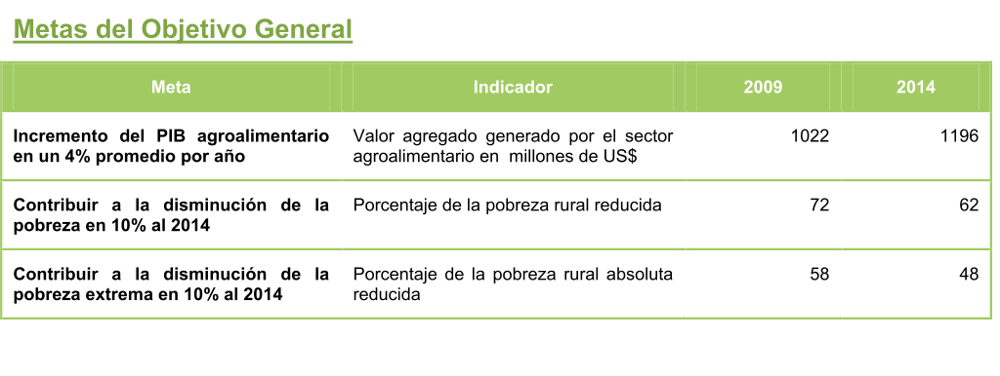 Metas del Objetivo General
Meta Indicador 2009 2014
Incremento del PIB agroalimentario Valor agregado generado por el sector 1022 1196
en un 4% promedio por año agroalimentario en millones de US$
Contribuir a la disminución de la Porcentaje de la pobreza rural reducida 72 62
pobreza en 10% al 2014
Contribuir a la disminución de la Porcentaje de la pobreza rural absoluta 58 48
pobreza extrema en 10% al 2014 reducida